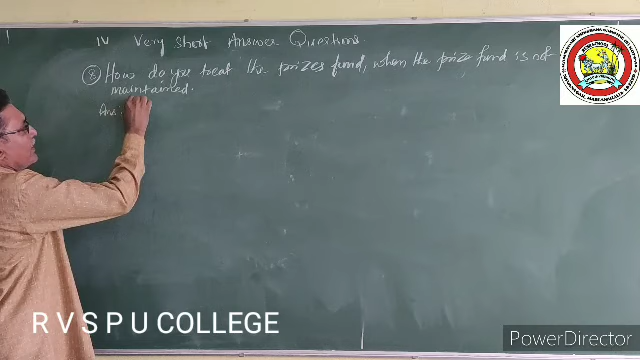 IV Very Short Answer Questions
8 How do you treat the prizes fund, when the prize fund is not
maintained.
Ans:
R V S P U COLLEGE
PowerDirector